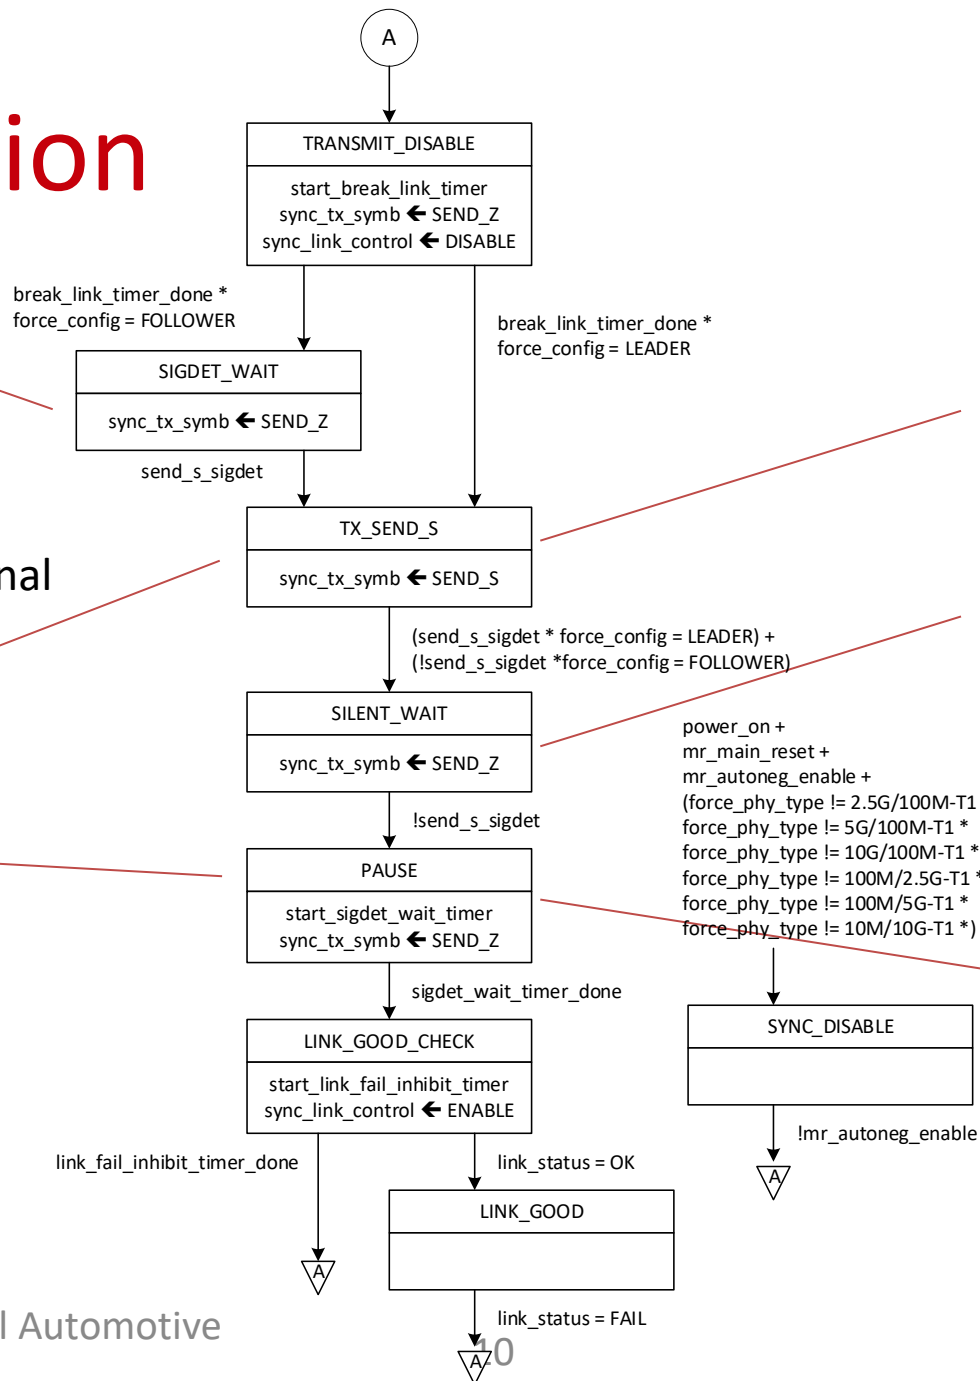 A
ion
TRANSMIT_DISABLE
start_break_link_timer
sync_tx_symb 🡸 SEND_Z
sync_link_control 🡸 DISABLE
break_link_timer_done *
force_config = FOLLOWER
break_link_timer_done *
force_config = LEADER
SIGDET_WAIT
sync_tx_symb 🡸 SEND_Z
send_s_sigdet
TX_SEND_S
sync_tx_symb 🡸 SEND_S
nal
(send_s_sigdet * force_config = LEADER) +
(!send_s_sigdet *force_config = FOLLOWER)
SILENT_WAIT
sync_tx_symb 🡸 SEND_Z
!send_s_sigdet
PAUSE
start_sigdet_wait_timer
sync_tx_symb 🡸 SEND_Z
sigdet_wait_timer_done
power_on +
mr_main_reset +
mr_autoneg_enable +
(force_phy_type != 2.5G/100M-T1
force_phy_type != 5G/100M-T1 *
force_phy_type != 10G/100M-T1 *
force_phy_type != 100M/2.5G-T1 *
force_phy_type != 100M/5G-T1 *
force_phy_type != 10M/10G-T1 *)
SYNC_DISABLE
!mr_autoneg_enable
A
LINK_GOOD_CHECK
start_link_fail_inhibit_timer
sync_link_control 🡸 ENABLE
link_fail_inhibit_timer_done
link_status = OK
LINK_GOOD
A
link_status = FAIL
A
l Automotive
10